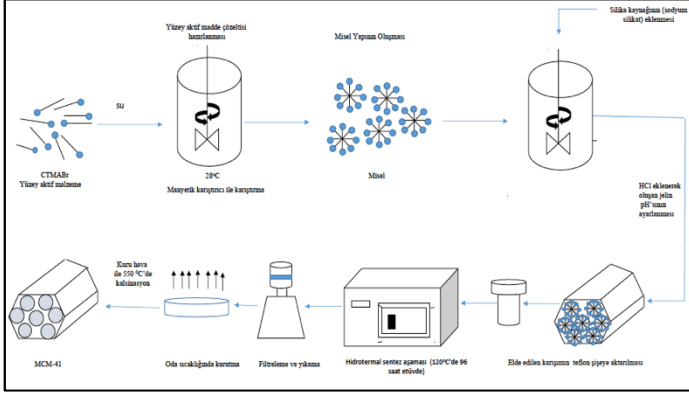 Yüzey aktif madde çözeltisi
hazırlanması
Misel Yapının Oluşması
Silika kaynağının (sodyum
silikat) eklenmesi
su
CTMABr
Yüzey aktif malzeme
28°C
Manyetik karıştırıcı ile karıştırma
Misel
HCl eklenerek
oluşan jelin
pH'sının
ayarlanması
Kuru hava
ile 550 °C'de
kalsinasyon
MCM-41
Oda sıcaklığında kurutma
Filtreleme ve yıkama
Hidrotermal sentez aşaması (120°C'de 96
saat etüvde)
Elde edilen karışımın teflon şişeye aktarılması